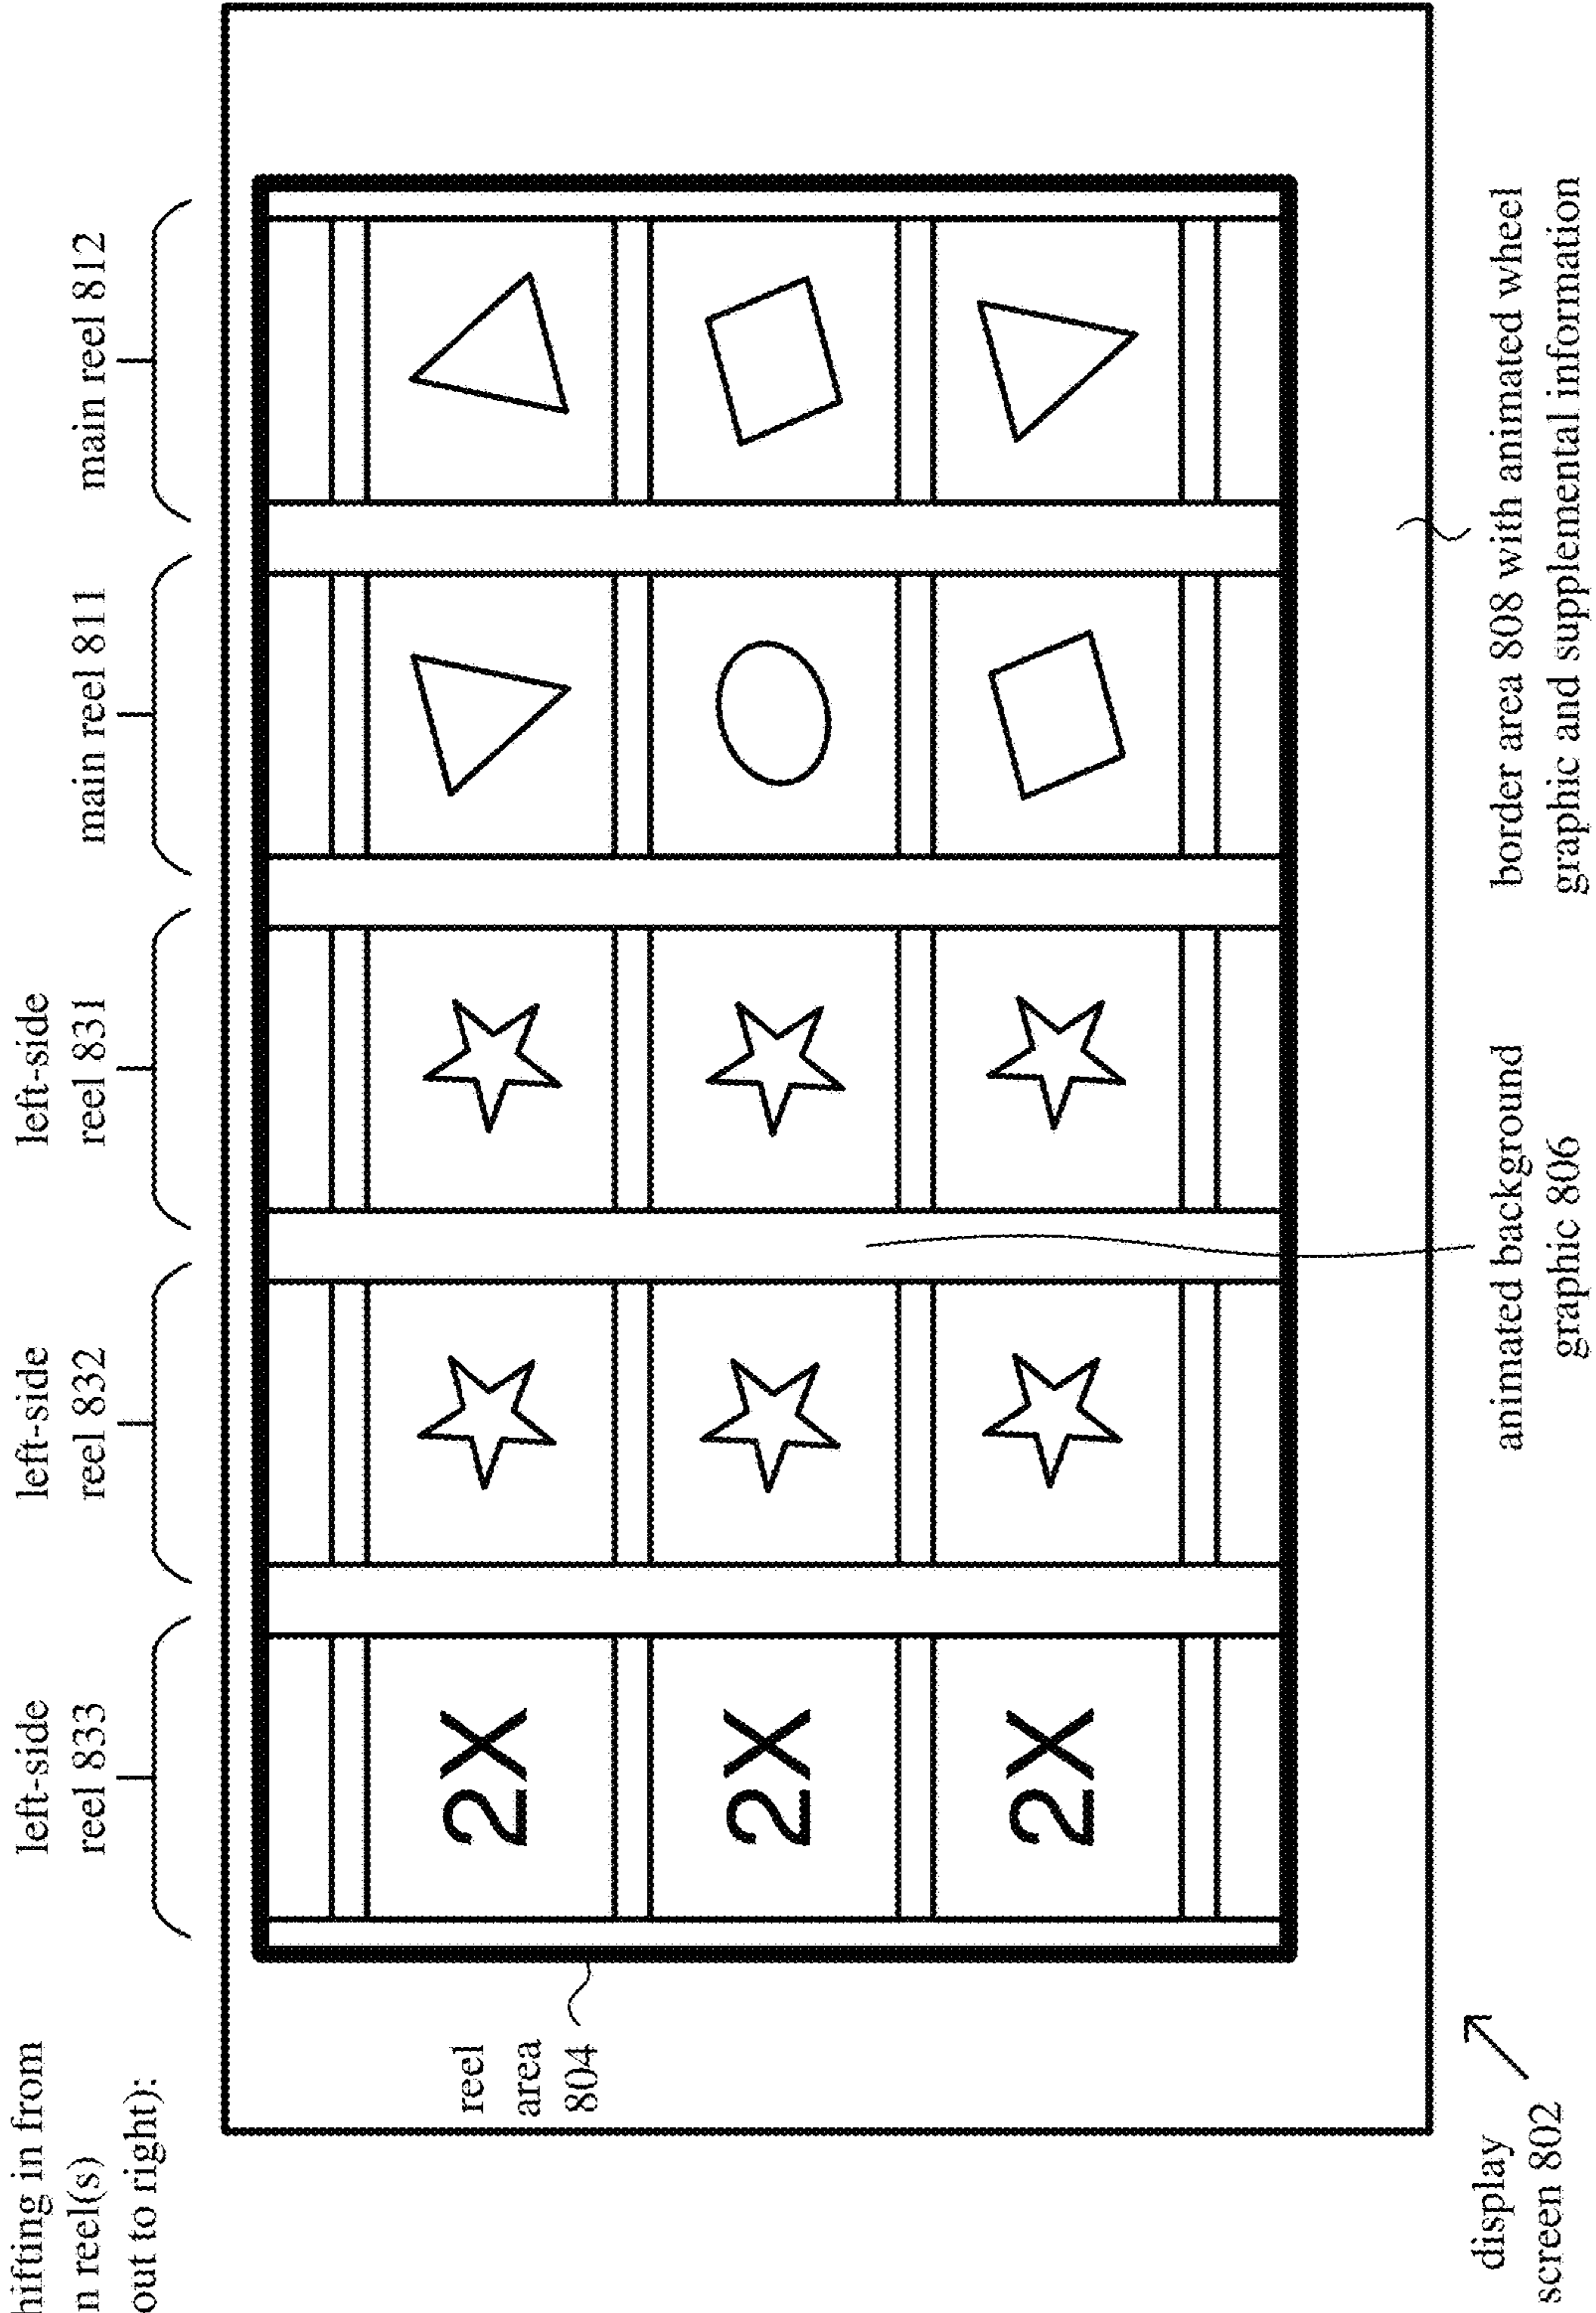 hifting in from
n reel(s)
out to right):
left-side
reel 833
left-side
reel 832
left-side
reel 831
main reel 811
main reel 812
reel
area
804
2X
2X
2X
display
screen 802
animated background
graphic 806
border area 808 with animated wheel
graphic and supplemental information